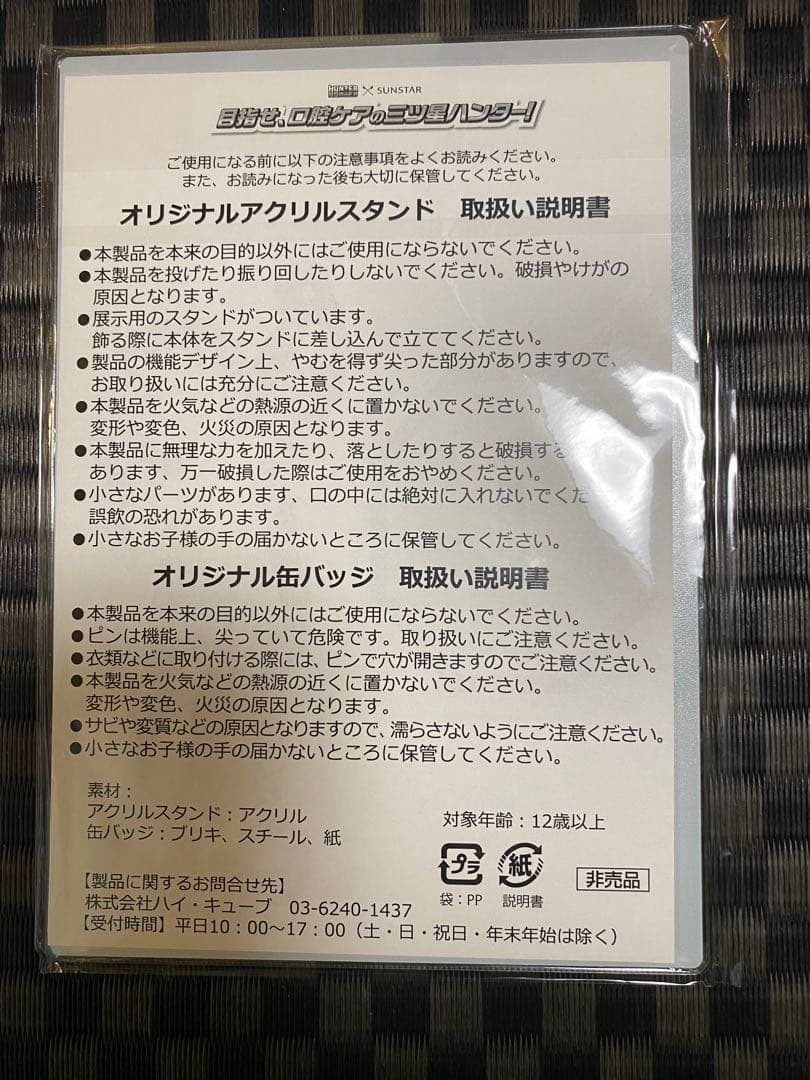 HUNTER × SUNSTAR
目指せ、口腔ケアの三ツ星ハンター!
ご使用になる前に以下の注意事項をよくお読みください。
また、お読みになった後も大切に保管してください。
オリジナルアクリルスタンド 取扱い説明書
●本製品を本来の目的以外にはご使用にならないでください。
●本製品を投げたり振り回したりしないでください。破損やけがの
原因となります。
●展示用のスタンドがついています。
飾る際に本体をスタンドに差し込んで立ててください。
●製品の機能デザイン上、やむを得ず尖った部分がありますので、
お取り扱いには充分にご注意ください。
●本製品を火気などの熱源の近くに置かないでください。
変形や変色、火災の原因となります。
●本製品に無理な力を加えたり、落としたりすると破損する
あります、万一破損した際はご使用をおやめください。
●小さなパーツがあります、口の中には絶対に入れないでくだ
誤飲の恐れがあります。
●小さなお子様の手の届かないところに保管してください。
オリジナル缶バッジ 取扱い説明書
●本製品を本来の目的以外にはご使用にならないでください。
●ピンは機能上、尖っていて危険です。取り扱いにご注意ください。
●衣類などに取り付ける際には、ピンで穴が開きますのでご注意ください。
●本製品を火気などの熱源の近くに置かないでください。
変形や変色、火災の原因となります。
●サビや変質などの原因となりますので、濡らさないようにご注意ください。
●小さなお子様の手の届かないところに保管してください。
素材：
アクリルスタンド：アクリル
缶バッジ：ブリキ、スチール、紙
対象年齢：12歳以上
プラ
紙
非売品
袋：PP
説明書
【製品に関するお問合せ先】
株式会社ハイ・キューブ 03-6240-1437
【受付時間】平日10：00～17：00（土・日・祝日・年末年始は除く）